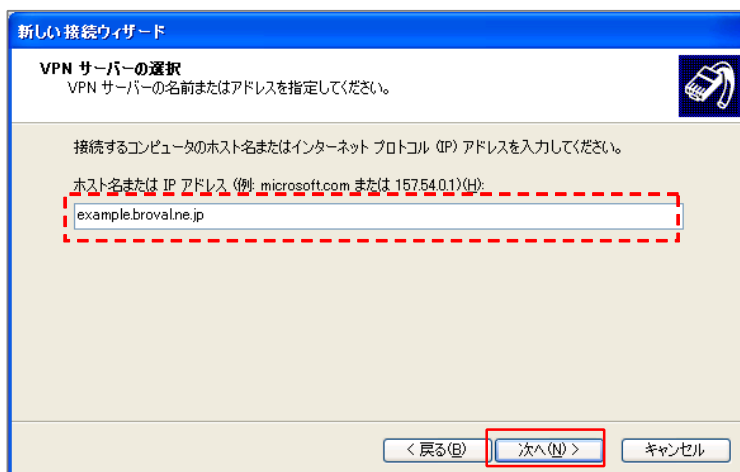 新しい接続ウィザード
VPN サーバーの選択
VPN サーバーの名前またはアドレスを指定してください。
接続するコンピュータのホスト名またはインターネット プロトコル (IP) アドレスを入力してください。
ホスト名または IP アドレス (例: microsoft.com または 157.54.0.1)(H):
example.broval.ne.jp
< 戻る(B)
次へ(N) >
キャンセル